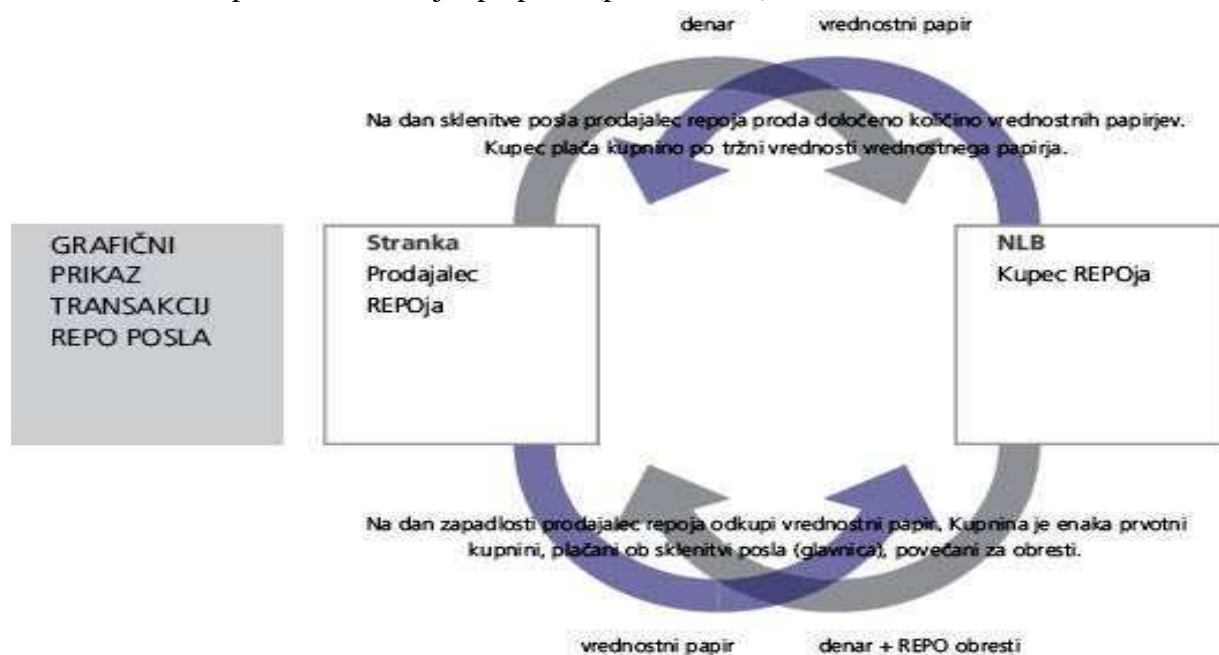 denar vrednostni papir
Na dan sklenitve posla prodajalec repoja proda določeno količino vrednostnih papirjev.
Kupec plača kupnino po tržni vrednosti vrednostnega papirja.
GRAFIČNI
PRIKAZ
TRANSAKCIJ
REPO POSLA
Stranka
Prodajalec
REPOja
NLB
Kupec REPOja
Na dan zapadlosti prodajalec repoja odkupi vrednostni papir. Kupnina je enaka prvotni
kupnini, plačani ob sklenitvi posla (glavnica), povečani za obresti.
vrednostni papir denar + REPO obresti